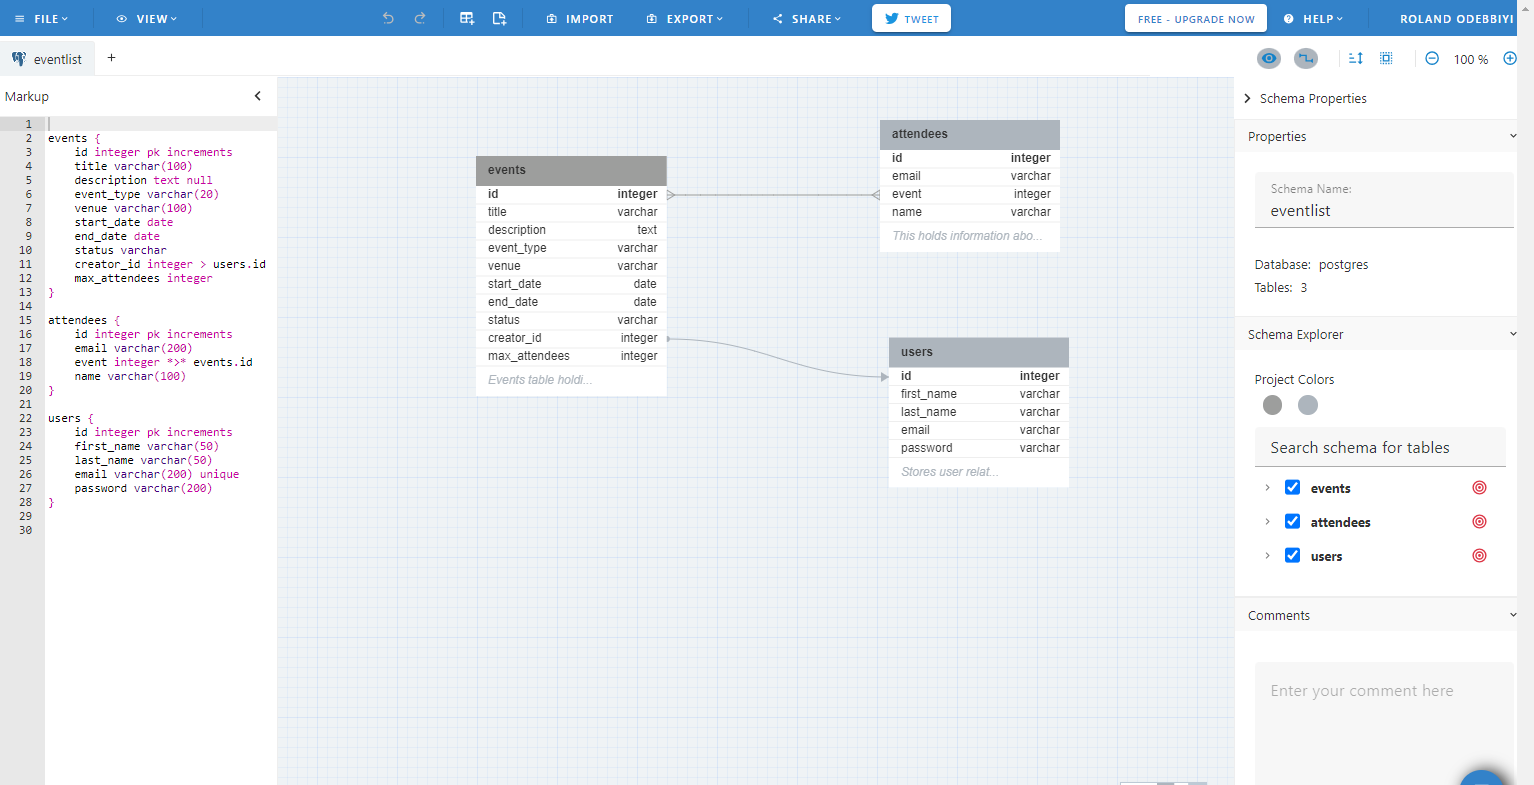 FILE VIEW IMPORT EXPORT SHARE TWEET FREE - UPGRADE NOW HELP ROLAND ODEBBIYI
eventlist +
100 %
Markup
1
2 events {
3 id integer pk increments
4 title varchar(100)
5 description text null
6 event_type varchar(20)
7 venue varchar(100)
8 start_date date
9 end_date date
10 status varchar
11 creator_id integer > users.id
12 max_attendees integer
13 }
14
15 attendees {
16 id integer pk increments
17 email varchar(200)
18 event integer *>* events.id
19 name varchar(100)
20 }
21
22 users {
23 id integer pk increments
24 first_name varchar(50)
25 last_name varchar(50)
26 email varchar(200) unique
27 password varchar(200)
28 }
29
30
events
id integer
title varchar
description text
event_type varchar
venue varchar
start_date date
end_date date
status varchar
creator_id integer
max_attendees integer
Events table holdi...
attendees
id integer
email varchar
event integer
name varchar
This holds information abo...
users
id integer
first_name varchar
last_name varchar
email varchar
password varchar
Stores user relat...
Schema Properties
Properties
Schema Name:
eventlist
Database: postgres
Tables: 3
Schema Explorer
Project Colors
Search schema for tables
events
attendees
users
Comments
Enter your comment here